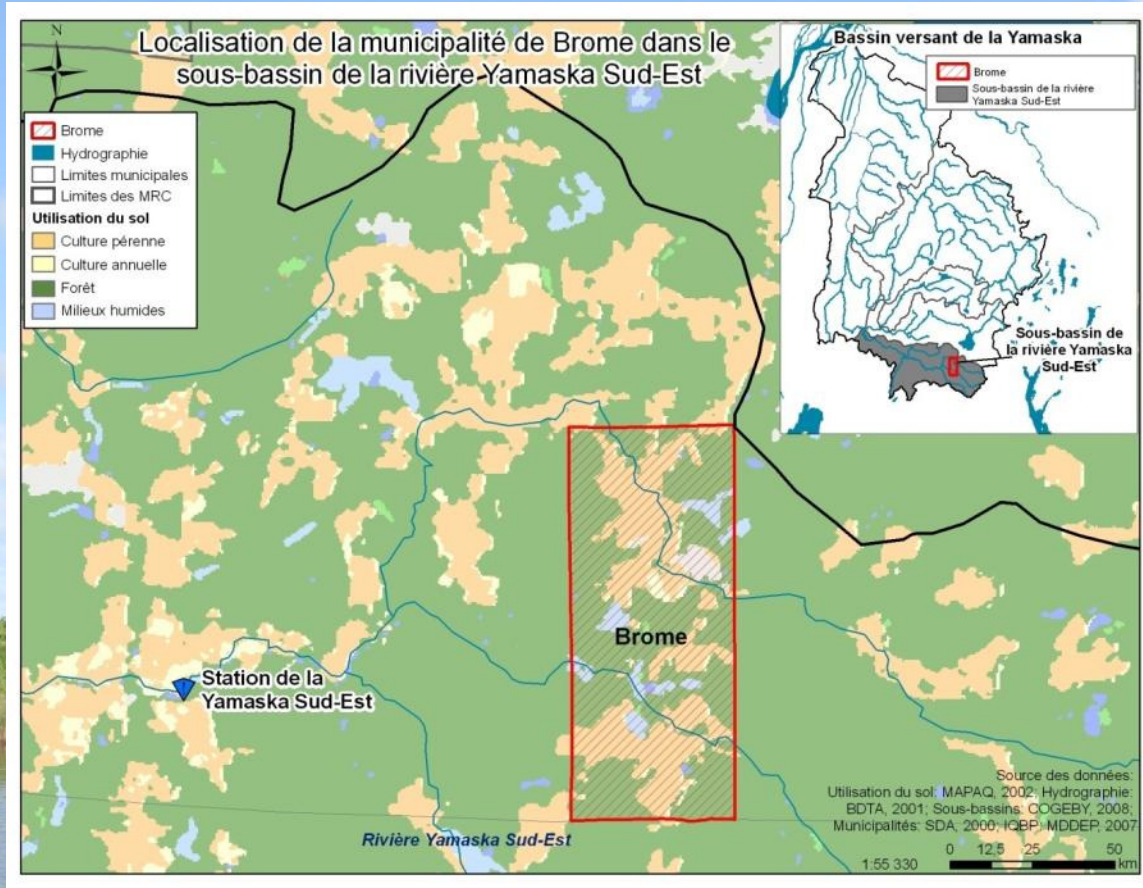 Localisation de la municipalité de Brome dans le
sous-bassin de la rivière Yamaska Sud-Est
N
Brome
Hydrographie
Limites municipales
Limites des MRC
Utilisation du sol
Culture pérenne
Culture annuelle
Forêt
Milieux humides
Bassin versant de la Yamaska
Brome
Sous-bassin de la rivière
Yamaska Sud-Est
Sous-bassin de
la rivière Yamaska
Sud-Est
Brome
Station de la
Yamaska Sud-Est
Rivière Yamaska Sud-Est
Source des données:
Utilisation du sol: MAPAQ, 2002; Hydrographie:
BDTA, 2001; Sous-bassins: COGEBY, 2008;
Municipalités: SDA, 2000; IQBP: MDDEP, 2007
1:55 330
0 12,5 25 50
km